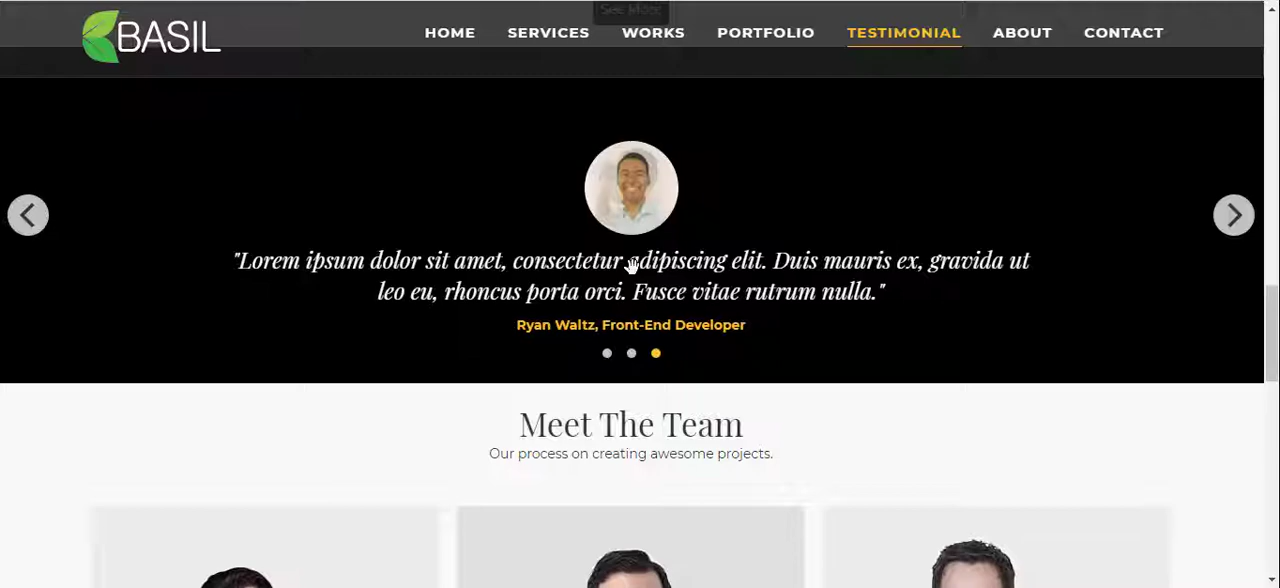 See More
BASIL
HOME SERVICES WORKS PORTFOLIO TESTIMONIAL ABOUT CONTACT
"Lorem ipsum dolor sit amet, consectetur adipiscing elit. Duis mauris ex, gravida ut
leo eu, rhoncus porta orci. Fusce vitae rutrum nulla."
Ryan Waltz, Front-End Developer
Meet The Team
Our process on creating awesome projects.